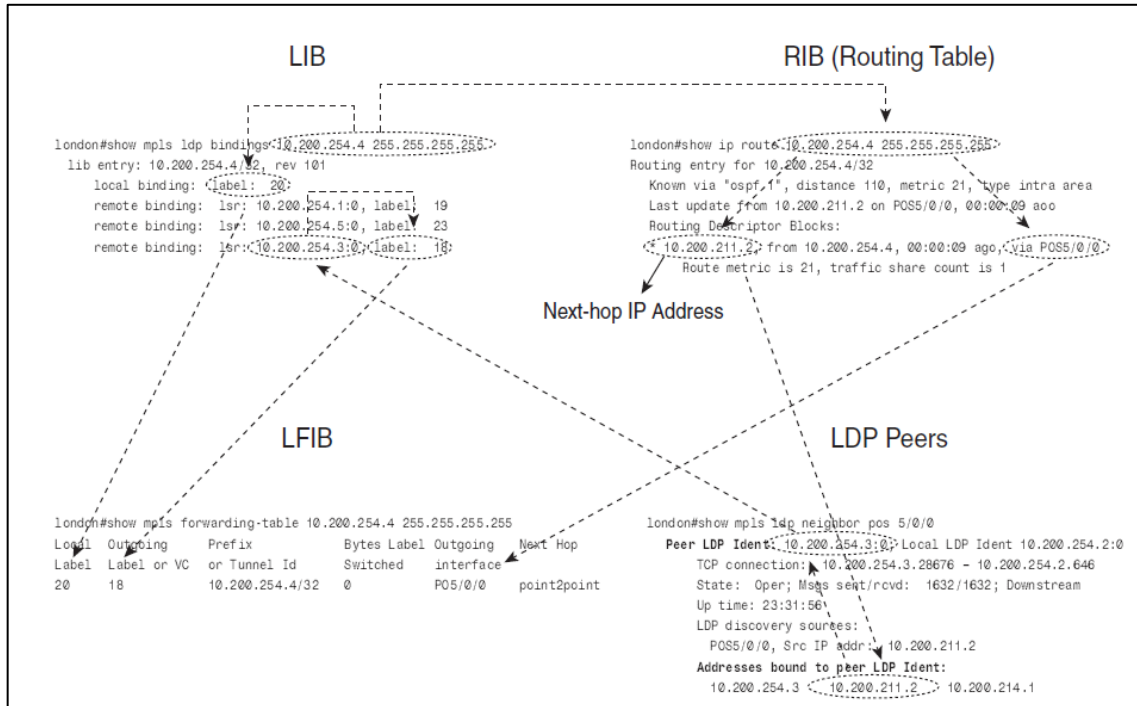 LIB
london#show mpls ldp bindings 10.200.254.4 255.255.255.255
lib entry: 10.200.254.4/32, rev 101
local binding: label: 20
remote binding: lsr: 10.200.254.1:0, label: 19
remote binding: lsr: 10.200.254.5:0, label: 23
remote binding: lsr: 10.200.254.3:0, label: 18
RIB (Routing Table)
london#show ip route 10.200.254.4 255.255.255.255
Routing entry for 10.200.254.4/32
Known via "ospf 1", distance 110, metric 21, type intra area
Last update from 10.200.211.2 on POS5/0/0, 00:00:09 aoo
Routing Descriptor Blocks:
* 10.200.211.2, from 10.200.254.4, 00:00:09 ago, via POS5/0/0
Route metric is 21, traffic share count is 1
Next-hop IP Address
LFIB
london#show mpls forwarding-table 10.200.254.4 255.255.255.255
Local Outgoing Prefix Bytes Label Outgoing Next Hop
Label Label or VC or Tunnel Id Switched interface
20 18 10.200.254.4/32 0 PO5/0/0 point2point
LDP Peers
london#show mpls ldp neighbor pos 5/0/0
Peer LDP Ident: 10.200.254.3:0; Local LDP Ident 10.200.254.2:0
TCP connection: 10.200.254.3.28676 - 10.200.254.2.646
State: Oper; Msgs sent/rcvd: 1632/1632; Downstream
Up time: 23:31:56
LDP discovery sources:
POS5/0/0, Src IP addr: 10.200.211.2
Addresses bound to peer LDP Ident:
10.200.254.3 10.200.211.2 10.200.214.1